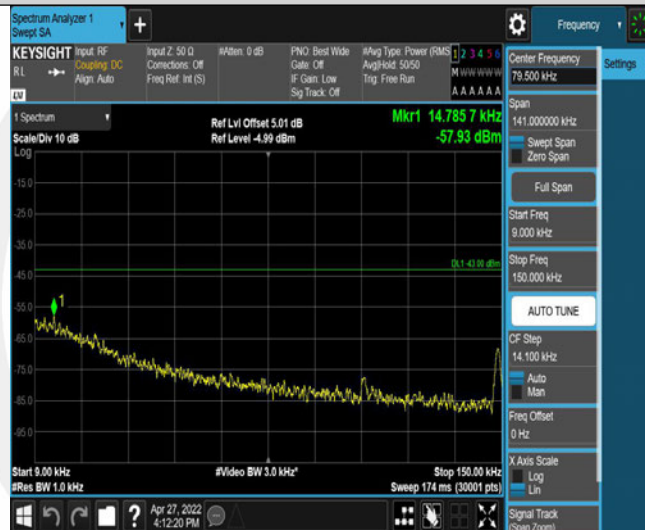 Spectrum Analyzer 1
Swept SA
Frequency
KEYSIGHT
Input: RF
Input Z: 50 Ω
#Atten: 0 dB
PNO: Best Wide
#Avg Type: Power (RMS
1 2 3 4 5 6
RL
Coupling: DC
Corrections: Off
Gate: Off
Avg|Hold: 50/50
M W W W W W
Align: Auto
Freq Ref: Int (S)
IF Gain: Low
Trig: Free Run
Sig Track: Off
A A A A A A
LXI
1 Spectrum
Ref Lvl Offset 5.01 dB
Mkr1 14.785 7 kHz
Scale/Div 10 dB
Ref Level -4.99 dBm
-57.93 dBm
Log
-15.0
-25.0
-35.0
DL1 -43.00 dBm
-45.0
-55.0
1
-65.0
-75.0
-85.0
-95.0
Start 9.00 kHz
#Video BW 3.0 kHz*
Stop 150.00 kHz
#Res BW 1.0 kHz
Sweep 174 ms (30001 pts)
Apr 27, 2022
4:12:20 PM
Center Frequency
79.500 kHz
Settings
Span
141.000000 kHz
Swept Span
Zero Span
Full Span
Start Freq
9.000 kHz
Stop Freq
150.000 kHz
AUTO TUNE
CF Step
14.100 kHz
Auto
Man
Freq Offset
0 Hz
X Axis Scale
Log
Lin
Signal Track
(Span Zoom)